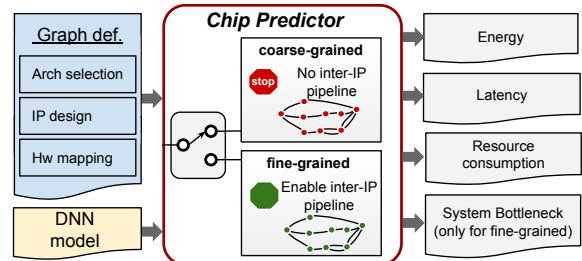 Graph def.
Arch selection
IP design
Hw mapping
DNN
model
Chip Predictor
coarse-grained
stop
No inter-IP
pipeline
fine-grained
Enable inter-IP
pipeline
Energy
Latency
Resource
consumption
System Bottleneck
(only for fine-grained)